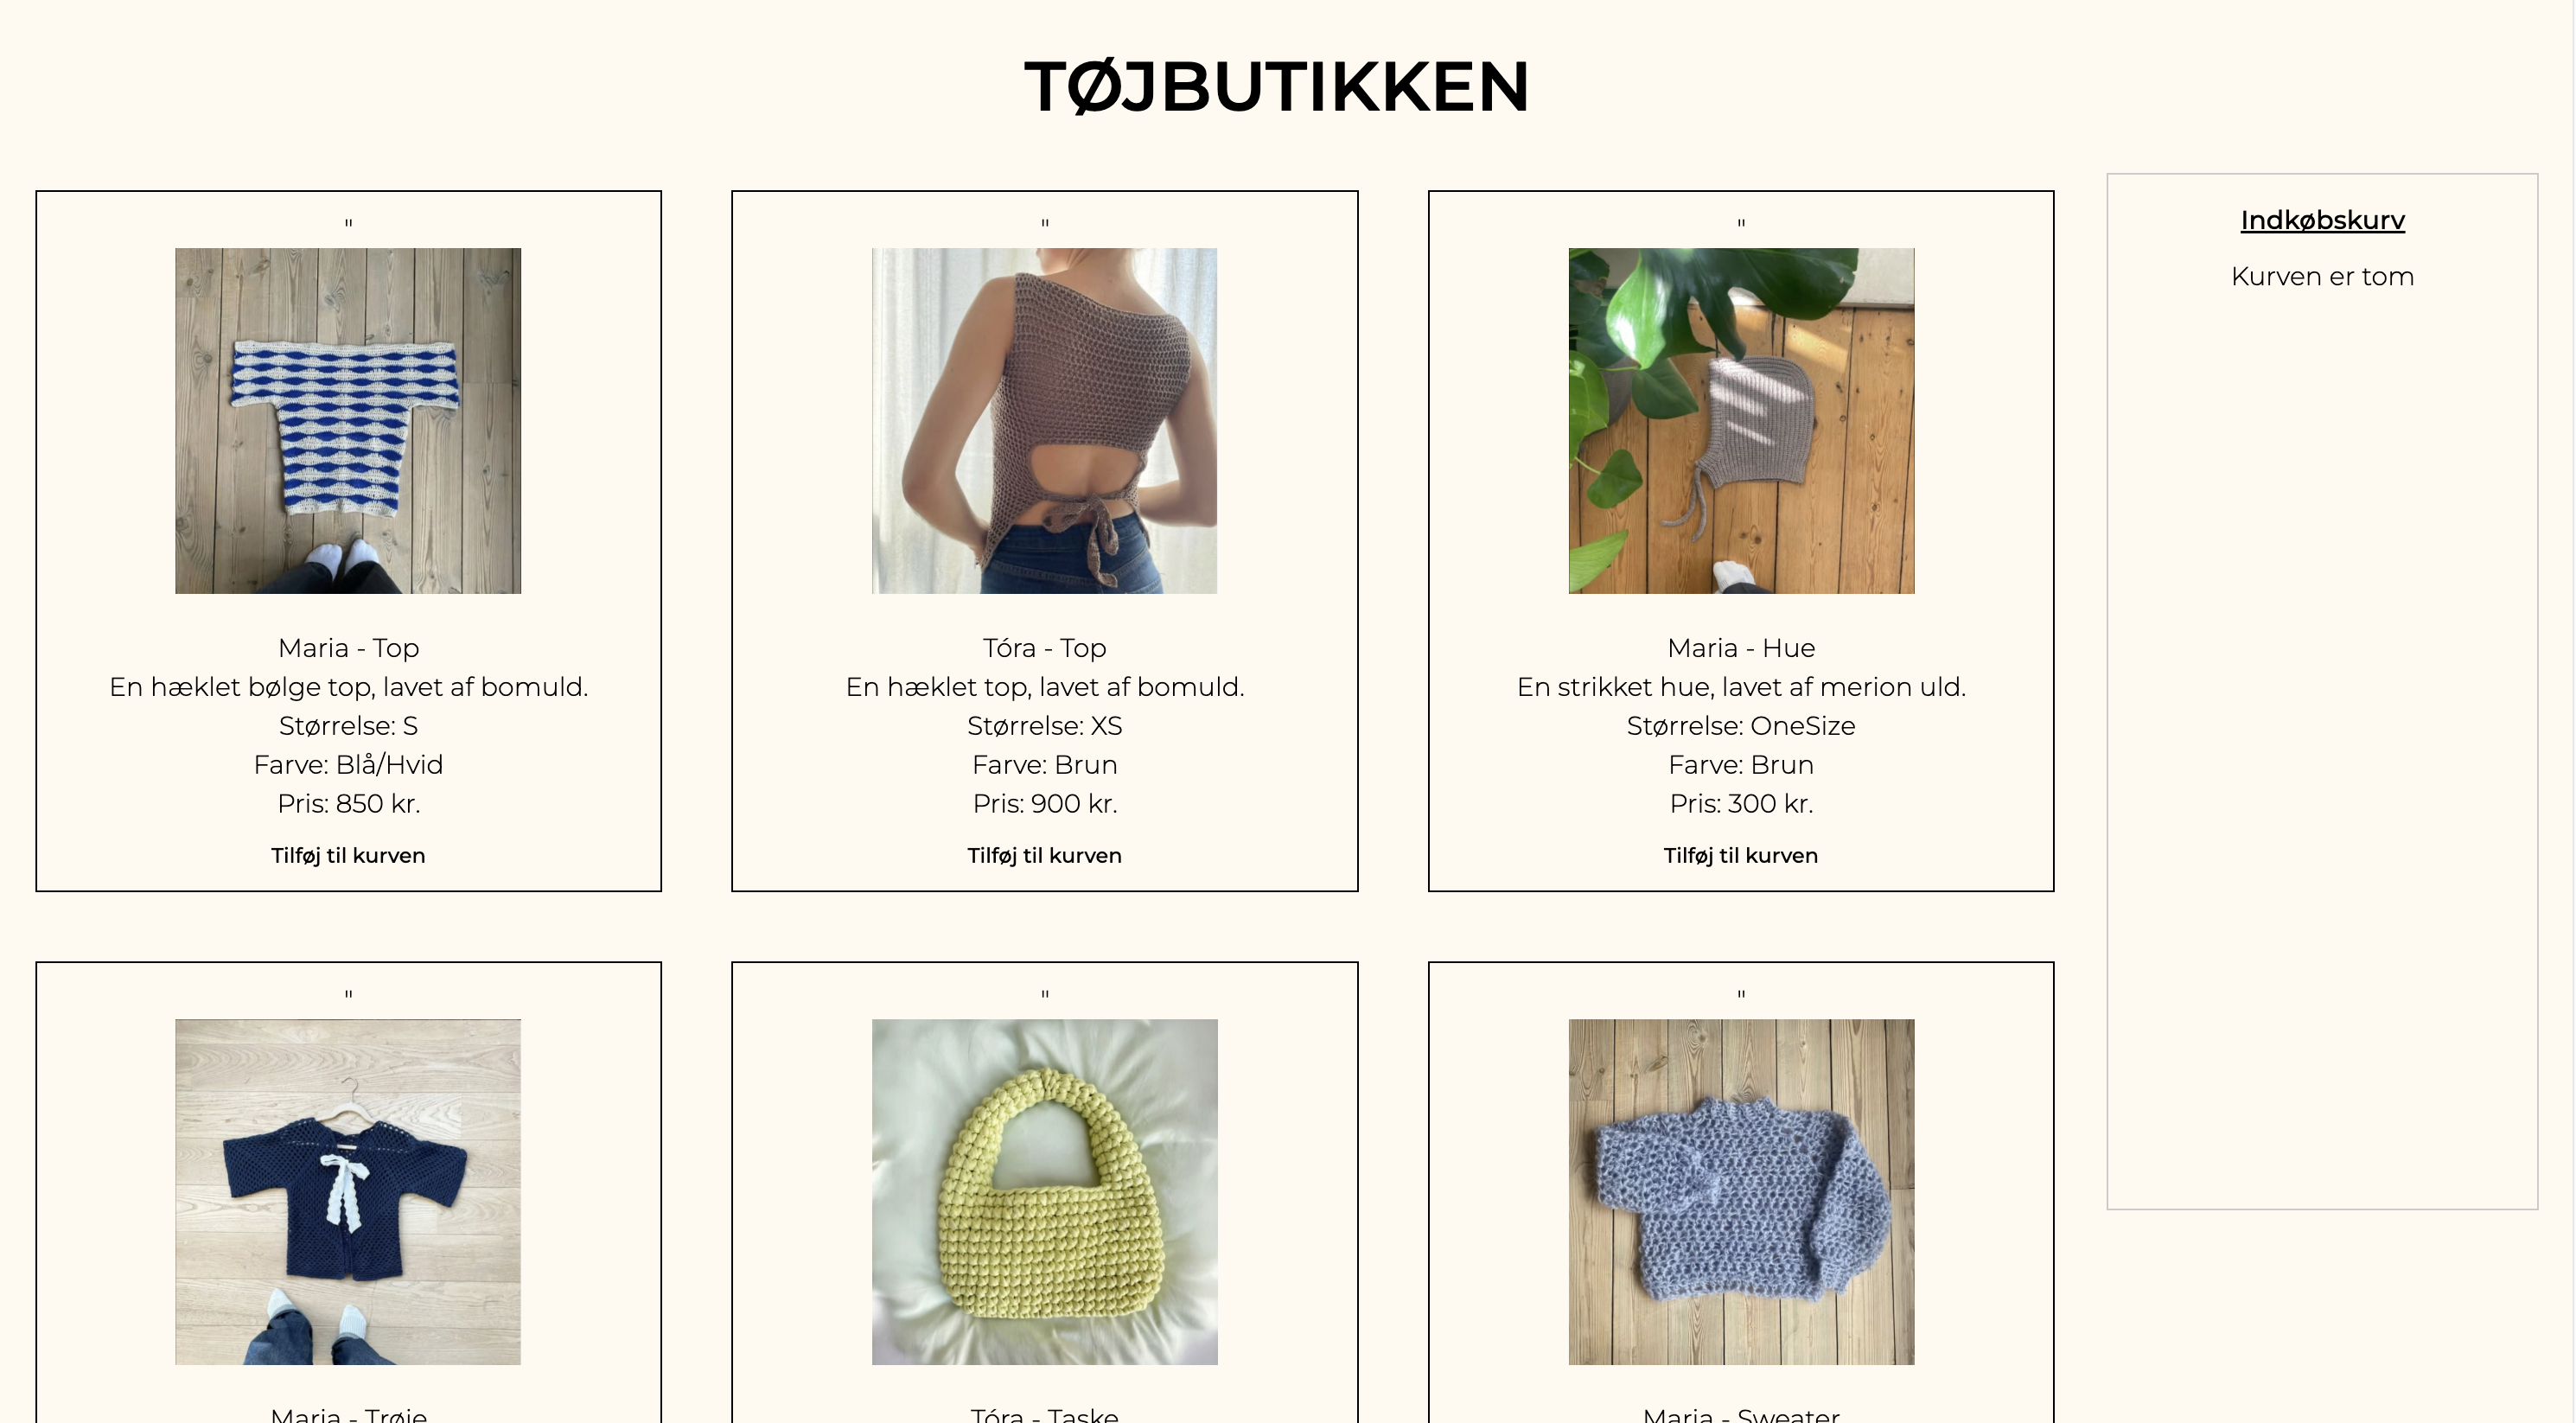 TØJBUTIKKEN
"
Maria - Top
En hæklet bølge top, lavet af bomuld.
Størrelse: S
Farve: Blå/Hvid
Pris: 850 kr.
Tilføj til kurven
"
Tóra - Top
En hæklet top, lavet af bomuld.
Størrelse: XS
Farve: Brun
Pris: 900 kr.
Tilføj til kurven
"
Maria - Hue
En strikket hue, lavet af merion uld.
Størrelse: OneSize
Farve: Brun
Pris: 300 kr.
Tilføj til kurven
Indkøbskurv
Kurven er tom
"
Maria - Trøje
"
Tóra - Taske
"
Maria - Sweater